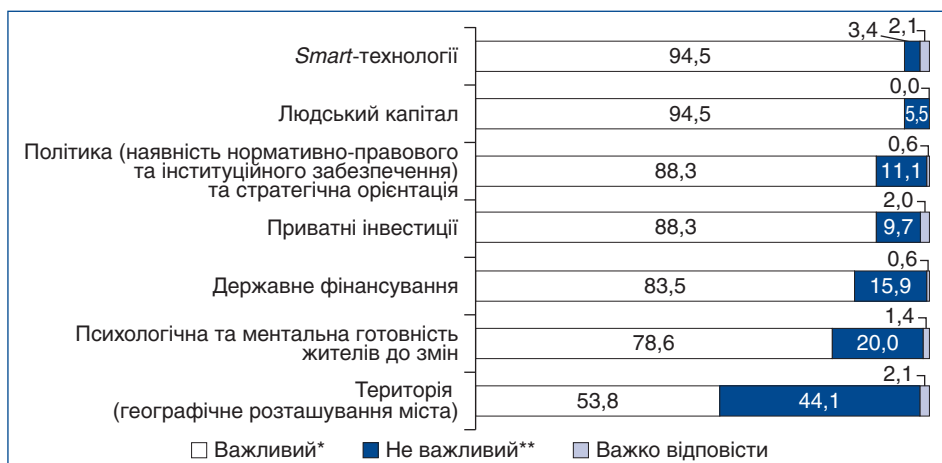 3,4 2,1
Smart-технології 94,5
0,0
Людський капітал 94,5 5,5
Політика (наявність нормативно-правового 0,6
та інституційного забезпечення) 88,3 11,1
та стратегічна орієнтація
2,0
Приватні інвестиції 88,3 9,7
0,6
Державне фінансування 83,5 15,9
1,4
Психологічна та ментальна готовність 78,6 20,0
жителів до змін
2,1
Територія 53,8 44,1
(географічне розташування міста)
Важливий* Не важливий** Важко відповісти